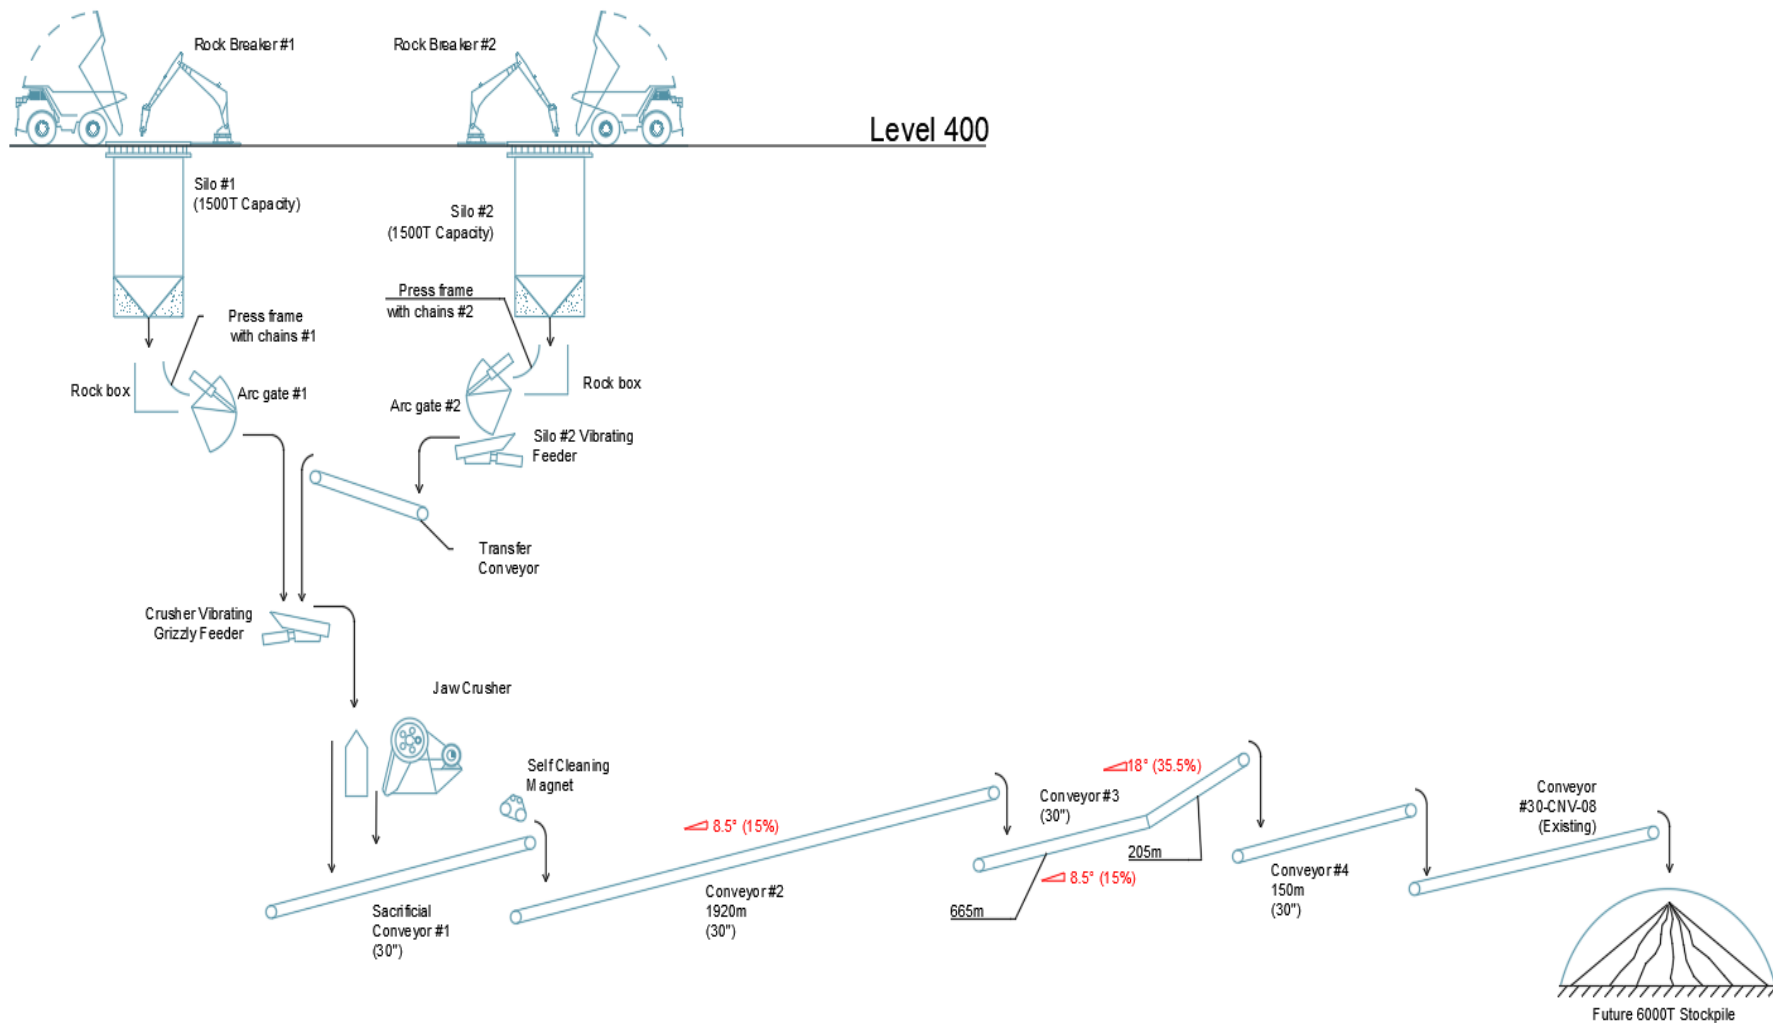 Rock Breaker #1
Rock Breaker #2
Level 400
Silo #1
(1500T Capacity)
Silo #2
(1500T Capacity)
Press frame
with chains #1
Press frame
with chains #2
Rock box
Arc gate #1
Arc gate #2
Rock box
Silo #2 Vibrating
Feeder
Transfer
Conveyor
Crusher Vibrating
Grizzly Feeder
Jaw Crusher
Self Cleaning
Magnet
Sacrificial
Conveyor #1
(30")
8.5° (15%)
Conveyor #2
1920m
(30")
Conveyor #3
(30")
18° (35.5%)
205m
8.5° (15%)
665m
Conveyor #4
150m
(30")
Conveyor
#30-CNV-08
(Existing)
Future 6000T Stockpile